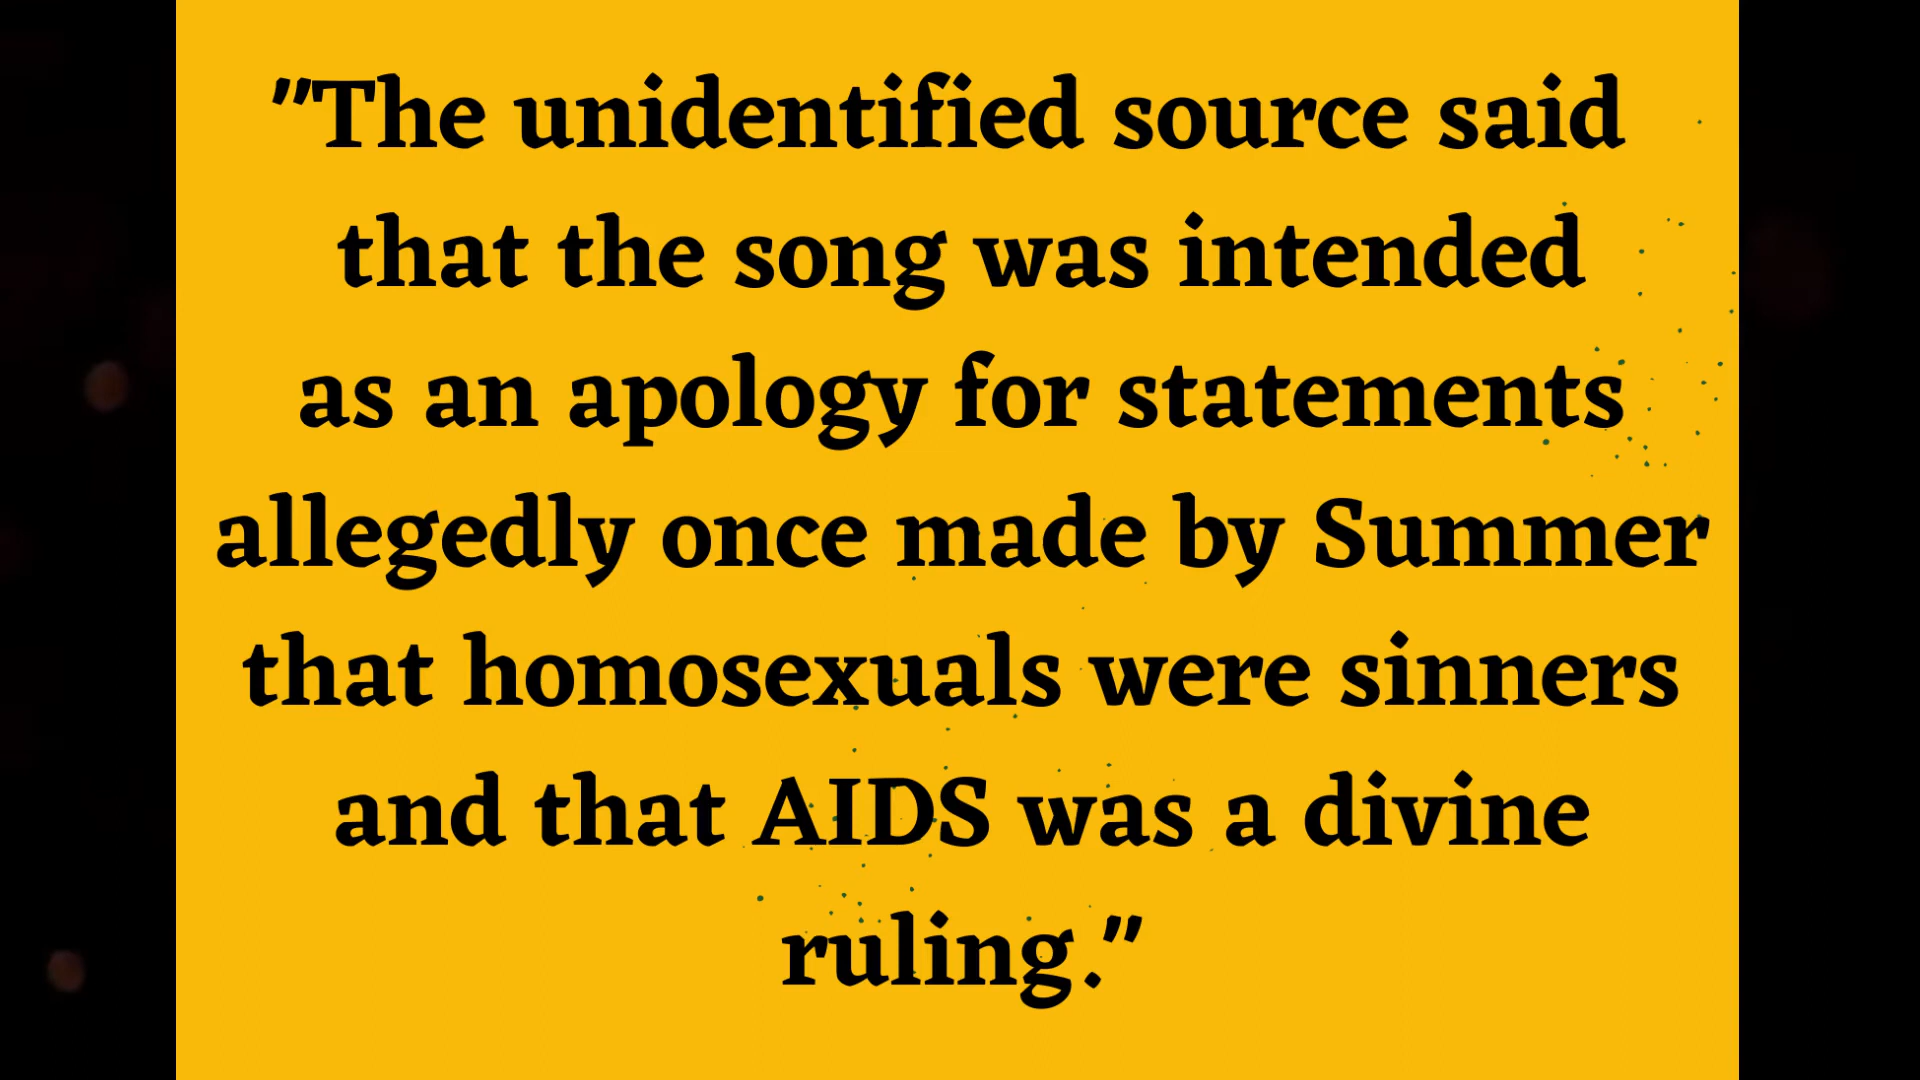 "The unidentified source said
that the song was intended
as an apology for statements
allegedly once made by Summer
that homosexuals were sinners
and that AIDS was a divine
ruling."